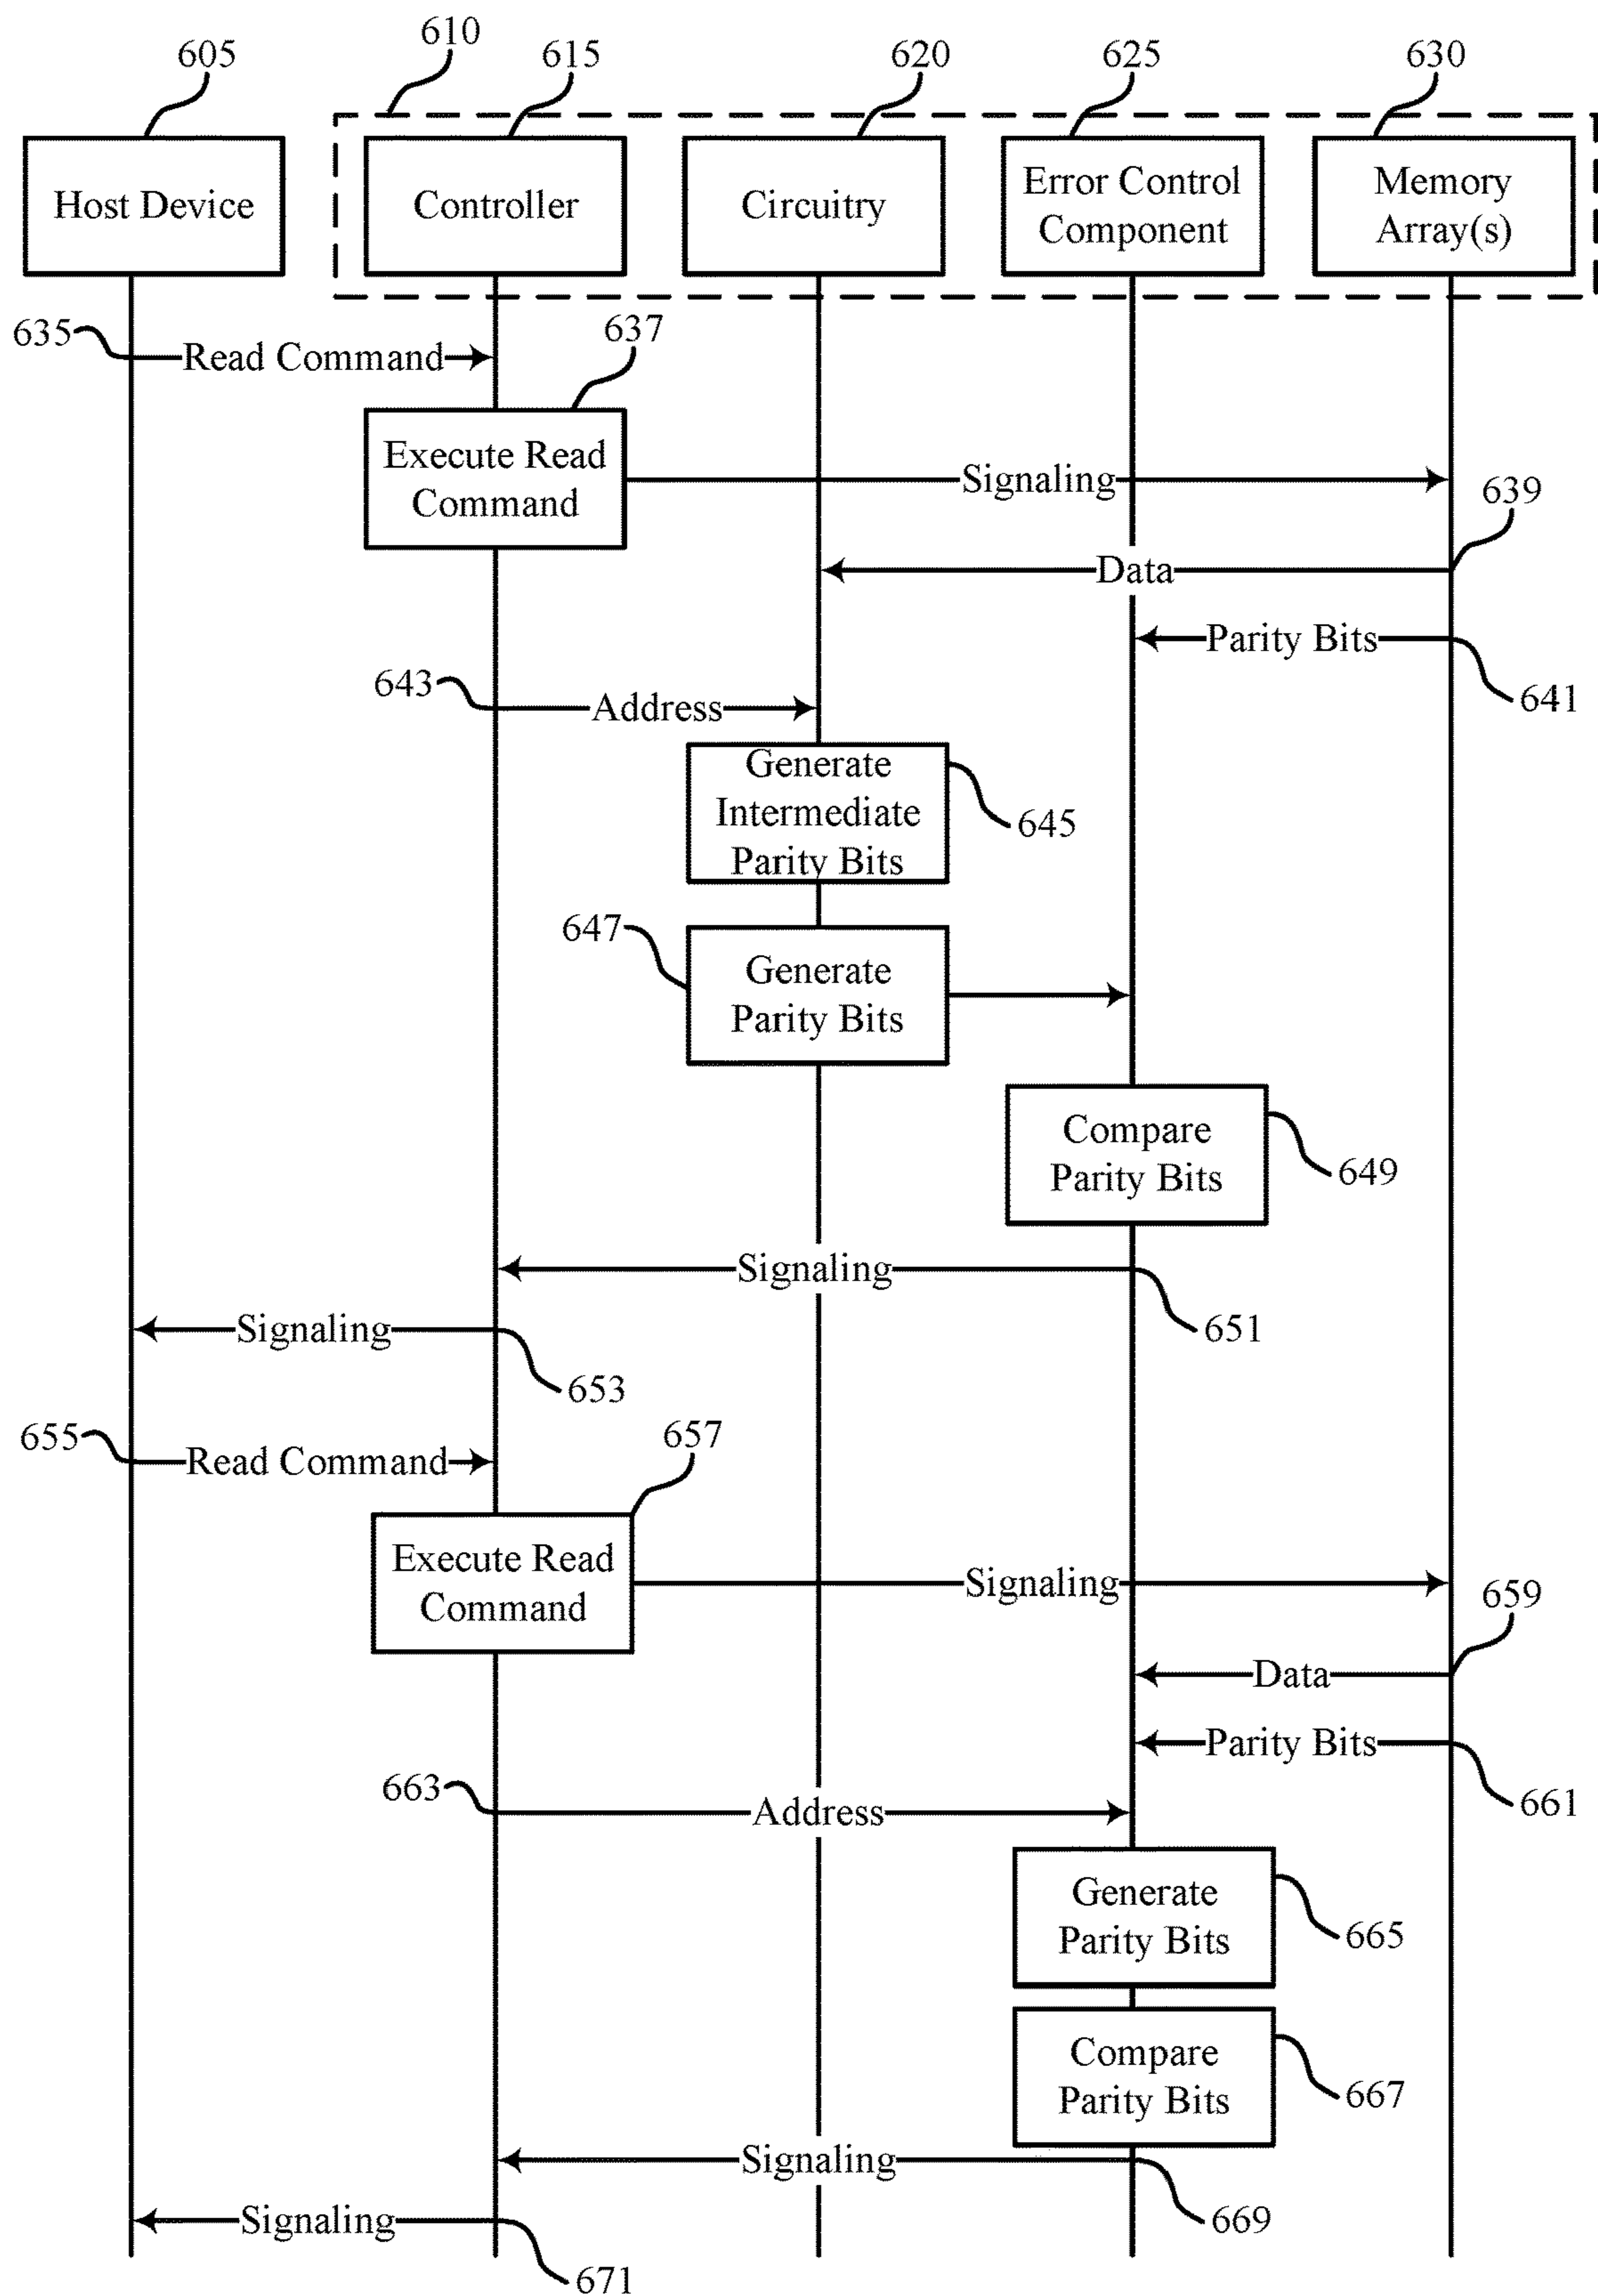 610
605
615
620
625
630
Host Device
Controller
Circuitry
Error Control
Component
Memory
Array(s)
635
Read Command
637
Execute Read
Command
Signaling
639
Data
Parity Bits
641
643
Address
Generate
Intermediate
Parity Bits
645
647
Generate
Parity Bits
Compare
Parity Bits
649
Signaling
651
Signaling
653
655
Read Command
657
Execute Read
Command
Signaling
659
Data
Parity Bits
661
663
Address
Generate
Parity Bits
665
Compare
Parity Bits
667
Signaling
669
Signaling
671